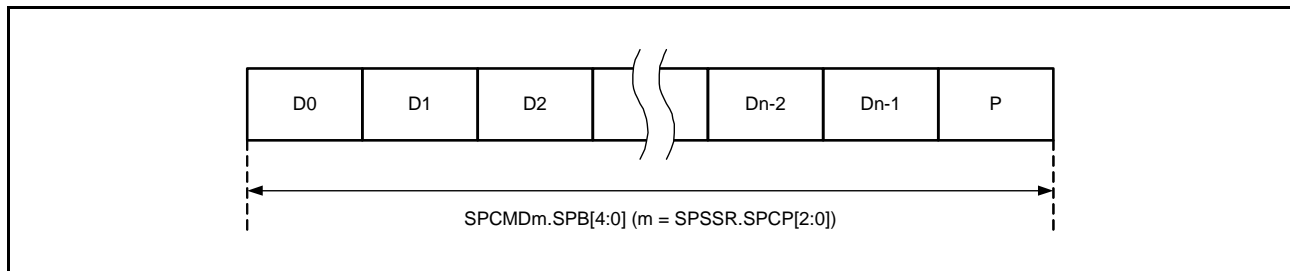 D0 D1 D2 Dn-2 Dn-1 P
SPCMDm.SPB[4:0] (m = SPSSR.SPCP[2:0])